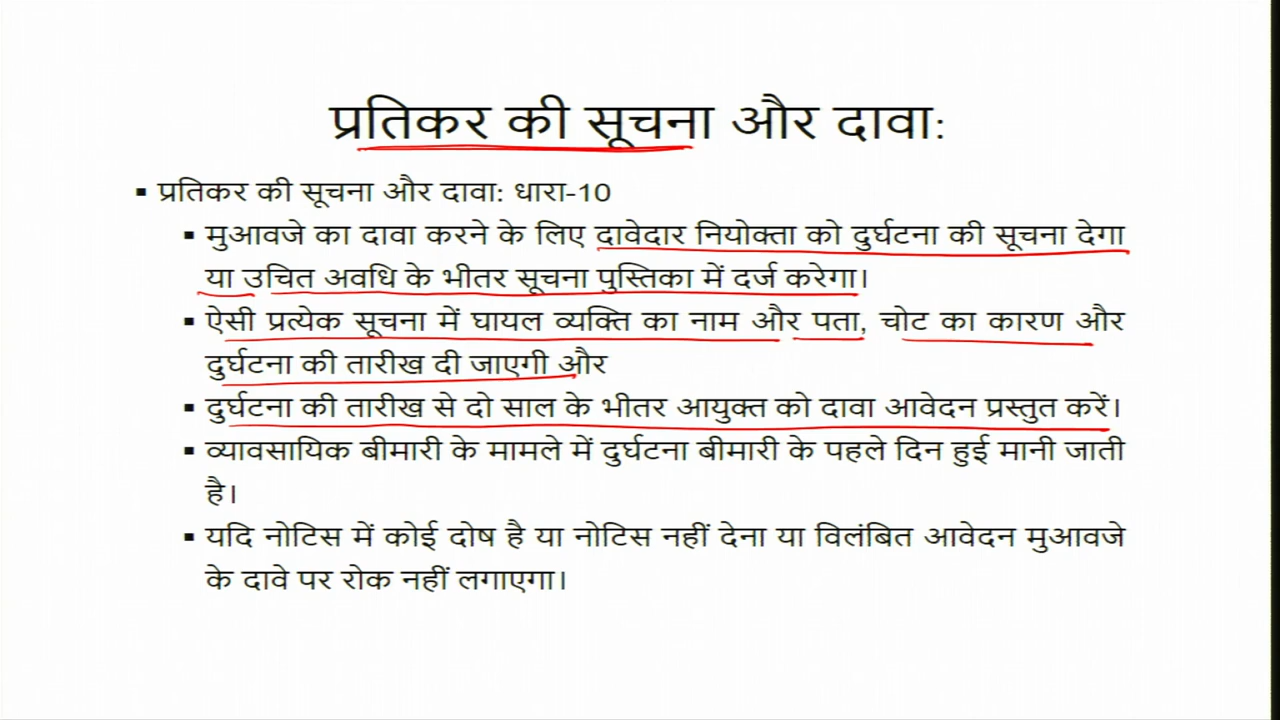 प्रतिकर की सूचना और दावा:
▪ प्रतिकर की सूचना और दावा: धारा-10
▪ मुआवजे का दावा करने के लिए दावेदार नियोक्ता को दुर्घटना की सूचना देगा
या उचित अवधि के भीतर सूचना पुस्तिका में दर्ज करेगा।
▪ ऐसी प्रत्येक सूचना में घायल व्यक्ति का नाम और पता, चोट का कारण और
दुर्घटना की तारीख दी जाएगी और
▪ दुर्घटना की तारीख से दो साल के भीतर आयुक्त को दावा आवेदन प्रस्तुत करें।
▪ व्यावसायिक बीमारी के मामले में दुर्घटना बीमारी के पहले दिन हुई मानी जाती
है।
▪ यदि नोटिस में कोई दोष है या नोटिस नहीं देना या विलंबित आवेदन मुआवजे
के दावे पर रोक नहीं लगाएगा।